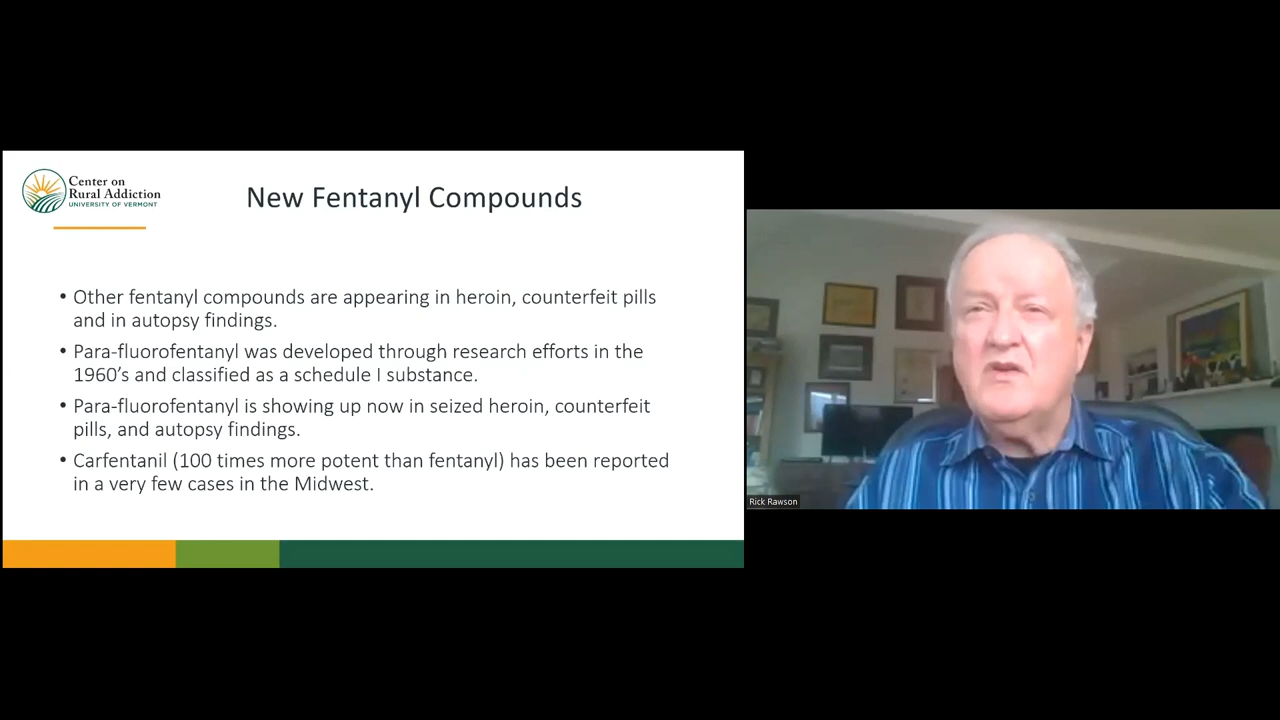 Center on
Rural Addiction
UNIVERSITY OF VERMONT
New Fentanyl Compounds
• Other fentanyl compounds are appearing in heroin, counterfeit pills
and in autopsy findings.
• Para-fluorofentanyl was developed through research efforts in the
1960’s and classified as a schedule I substance.
• Para-fluorofentanyl is showing up now in seized heroin, counterfeit
pills, and autopsy findings.
• Carfentanil (100 times more potent than fentanyl) has been reported
in a very few cases in the Midwest.
Rick Rawson